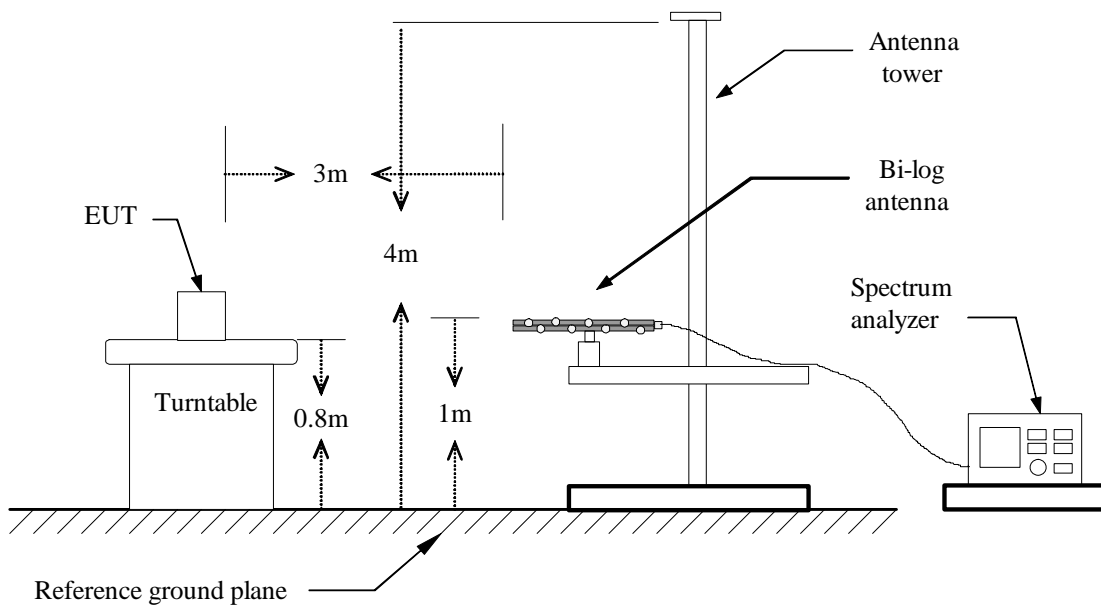 Antenna
tower
3m
Bi-log
antenna
EUT
4m
Spectrum
analyzer
Turntable
0.8m
1m
Reference ground plane